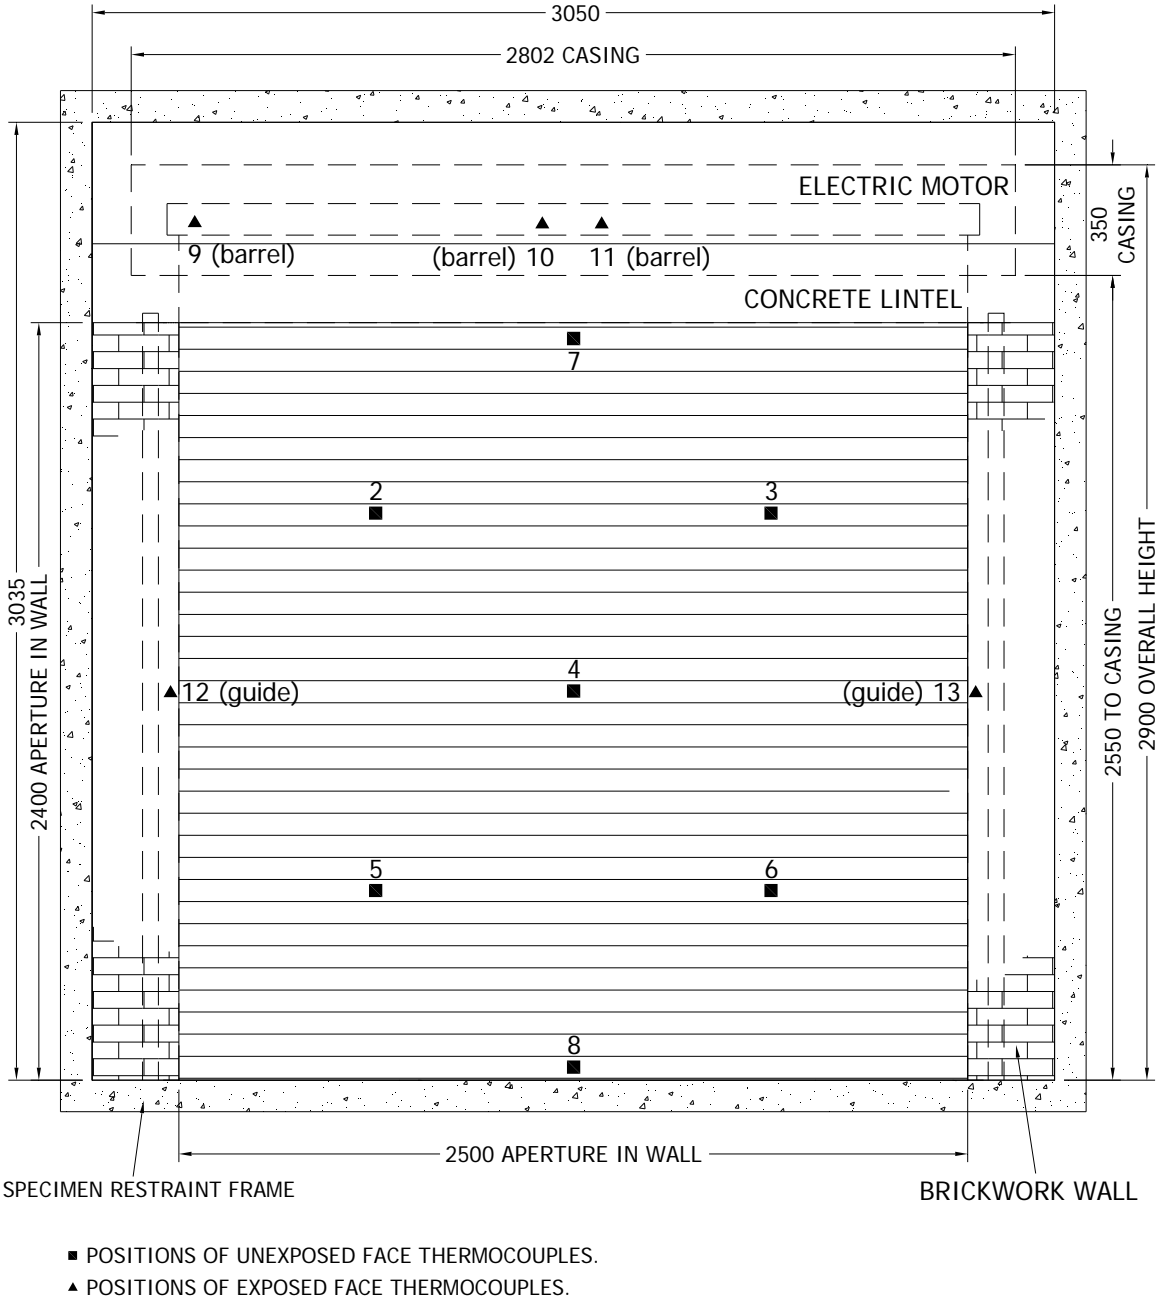 3050
2802 CASING
ELECTRIC MOTOR
350
CASING
9 (barrel)
(barrel) 10
11 (barrel)
CONCRETE LINTEL
7
2
3
3035
2400 APERTURE IN WALL
4
12 (guide)
(guide) 13
2550 TO CASING
2900 OVERALL HEIGHT
5
6
8
2500 APERTURE IN WALL
SPECIMEN RESTRAINT FRAME
BRICKWORK WALL
POSITIONS OF UNEXPOSED FACE THERMOCOUPLES.
POSITIONS OF EXPOSED FACE THERMOCOUPLES.